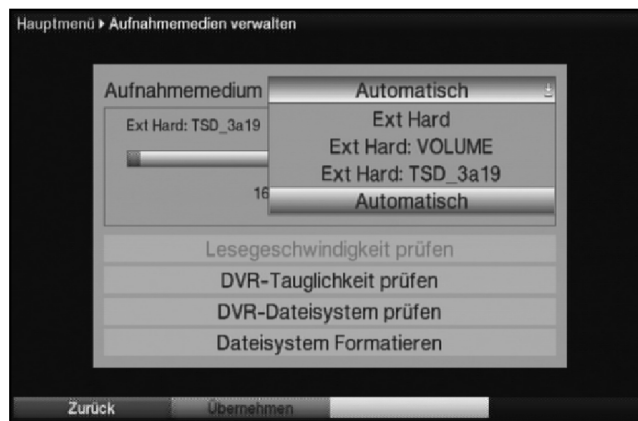 Hauptmenü ▸ Aufnahmemedien verwalten
Aufnahmemedium Automatisch
Ext Hard: TSD_3a19
Ext Hard
Ext Hard: VOLUME
Ext Hard: TSD_3a19
16
Automatisch
Lesegeschwindigkeit prüfen
DVR-Tauglichkeit prüfen
DVR-Dateisystem prüfen
Dateisystem Formatieren
Zurück Übernehmen